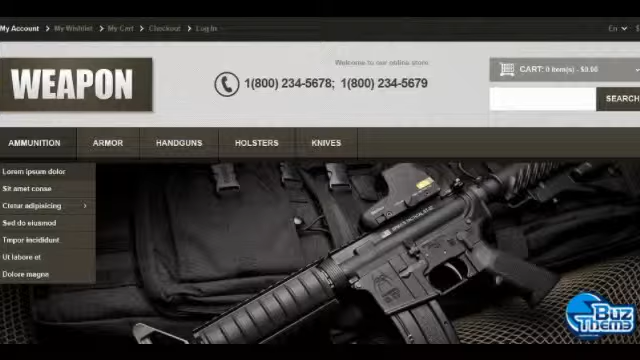 My Account > My Wishlist > My Cart > Checkout > Log In
En
Welcome to our online store
WEAPON
1(800) 234-5678; 1(800) 234-5679
CART: 0 item(s) - $0.00
SEARCH
AMMUNITION ARMOR HANDGUNS HOLSTERS KNIVES
Lorem ipsum dolor
Sit amet conse
Ctetur adipisicing
Sed do eiusmod
Tmpor incididunt
Ut labore et
Dolore magna
Buz
Them3